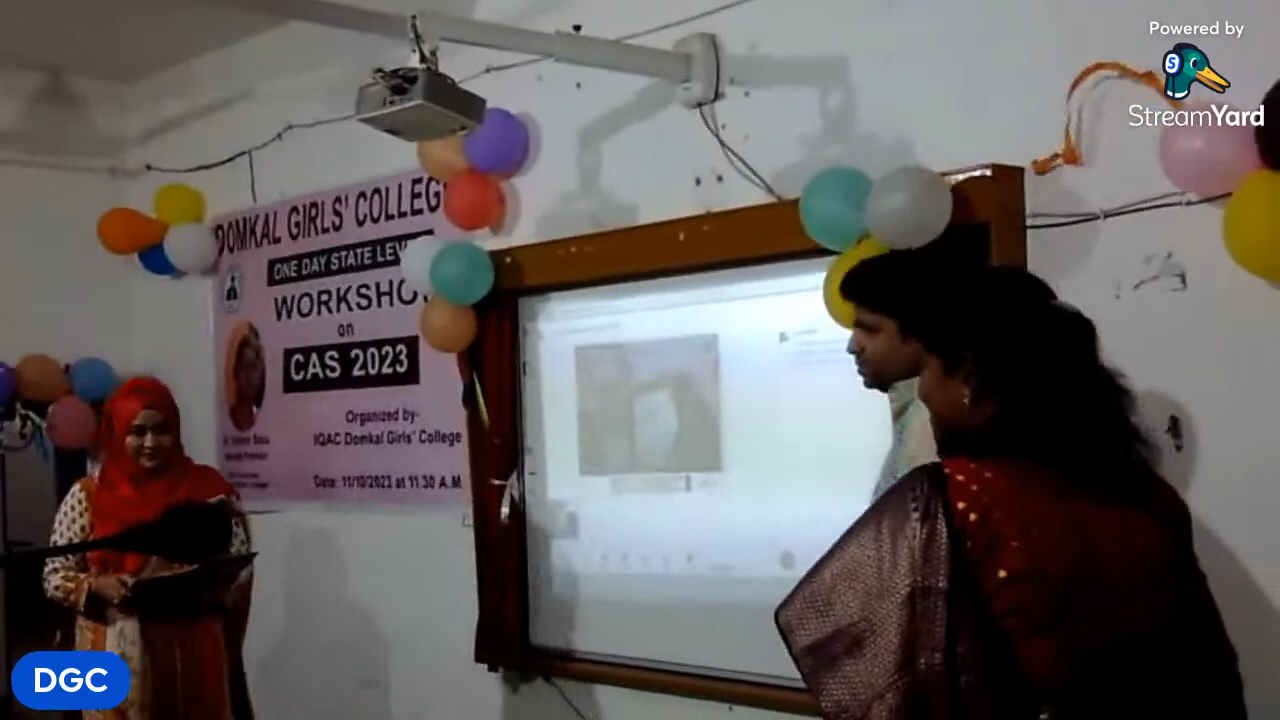 Powered by
StreamYard
DOMKAL GIRLS' COLLEG
ONE DAY STATE LEV
WORKSHO
on
CAS 2023
Organized by-
IQAC Domkal Girls' College
Date: 11/10/2023 at 11.30 A.M
DGC